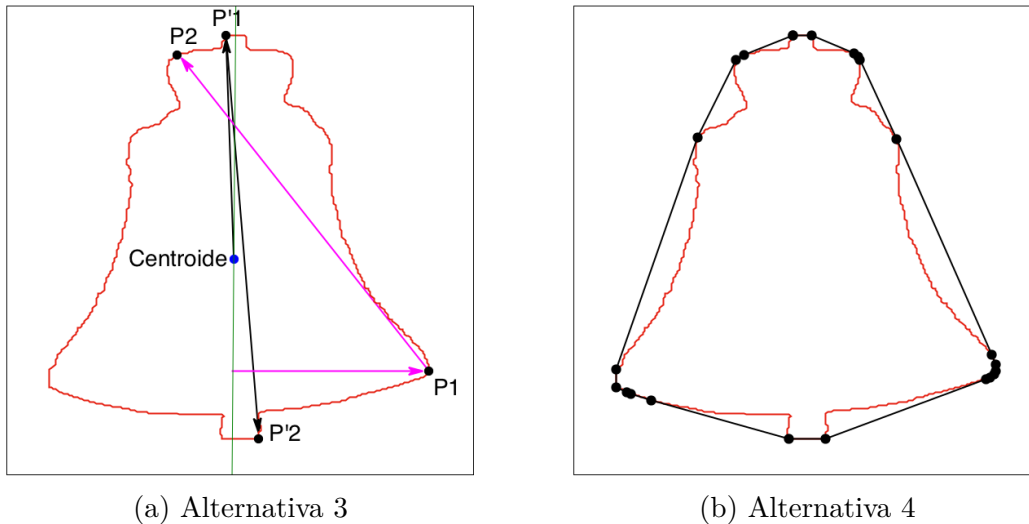 P'1
P2
Centroide
P1
P'2
(a) Alternativa 3
(b) Alternativa 4